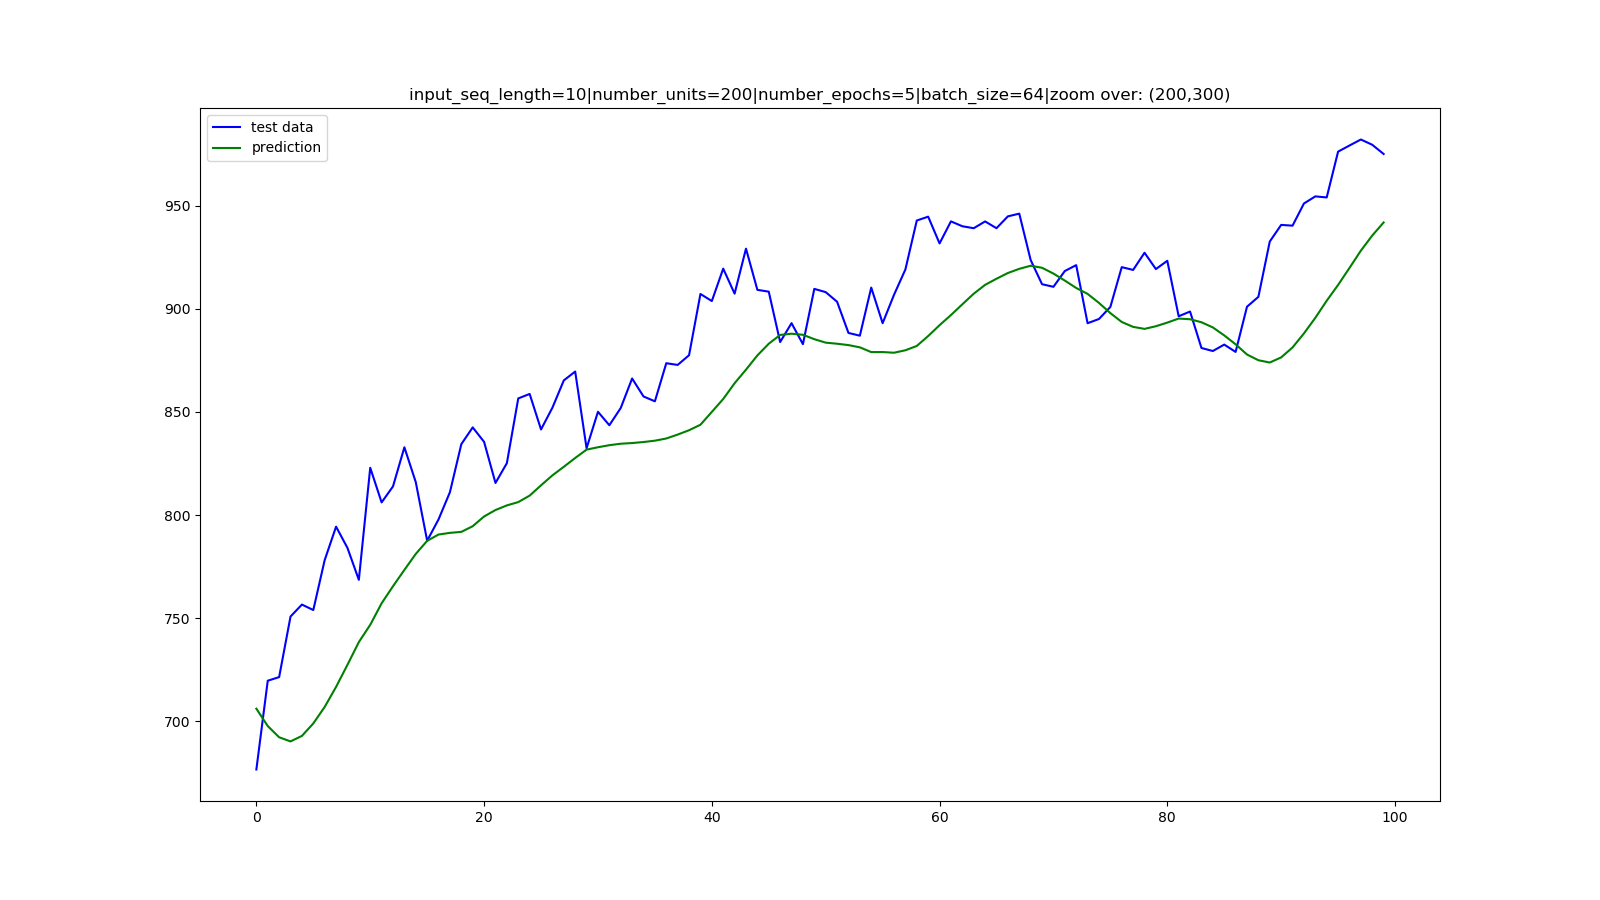 input_seq_length=10|number_units=200|number_epochs=5|batch_size=64|zoom over: (200,300)
test data
prediction
950
900
850
800
750
700
0 20 40 60 80 100